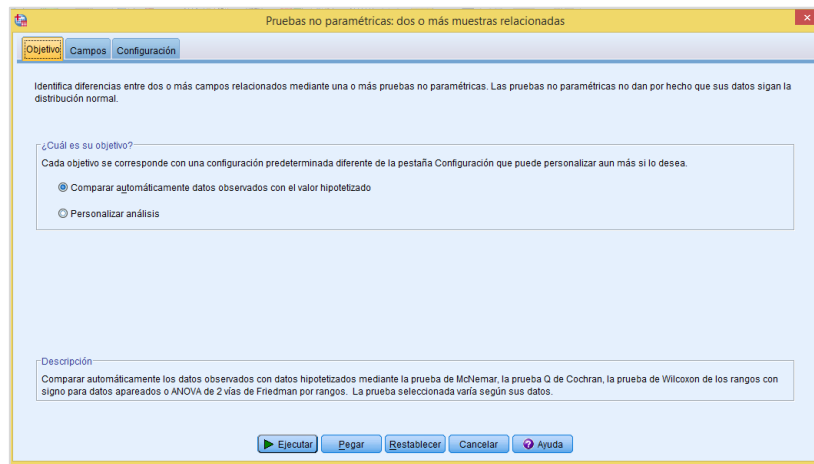 Pruebas no paramétricas: dos o más muestras relacionadas
Objetivo Campos Configuración
Identifica diferencias entre dos o más campos relacionados mediante una o más pruebas no paramétricas. Las pruebas no paramétricas no dan por hecho que sus datos sigan la
distribución normal.
¿Cuál es su objetivo?
Cada objetivo se corresponde con una configuración predeterminada diferente de la pestaña Configuración que puede personalizar aun más si lo desea.
Comparar automáticamente datos observados con el valor hipotetizado
Personalizar análisis
Descripción
Comparar automáticamente los datos observados con datos hipotetizados mediante la prueba de McNemar, la prueba Q de Cochran, la prueba de Wilcoxon de los rangos con
signo para datos apareados o ANOVA de 2 vías de Friedman por rangos. La prueba seleccionada varía según sus datos.
Ejecutar Pegar Restablecer Cancelar Ayuda